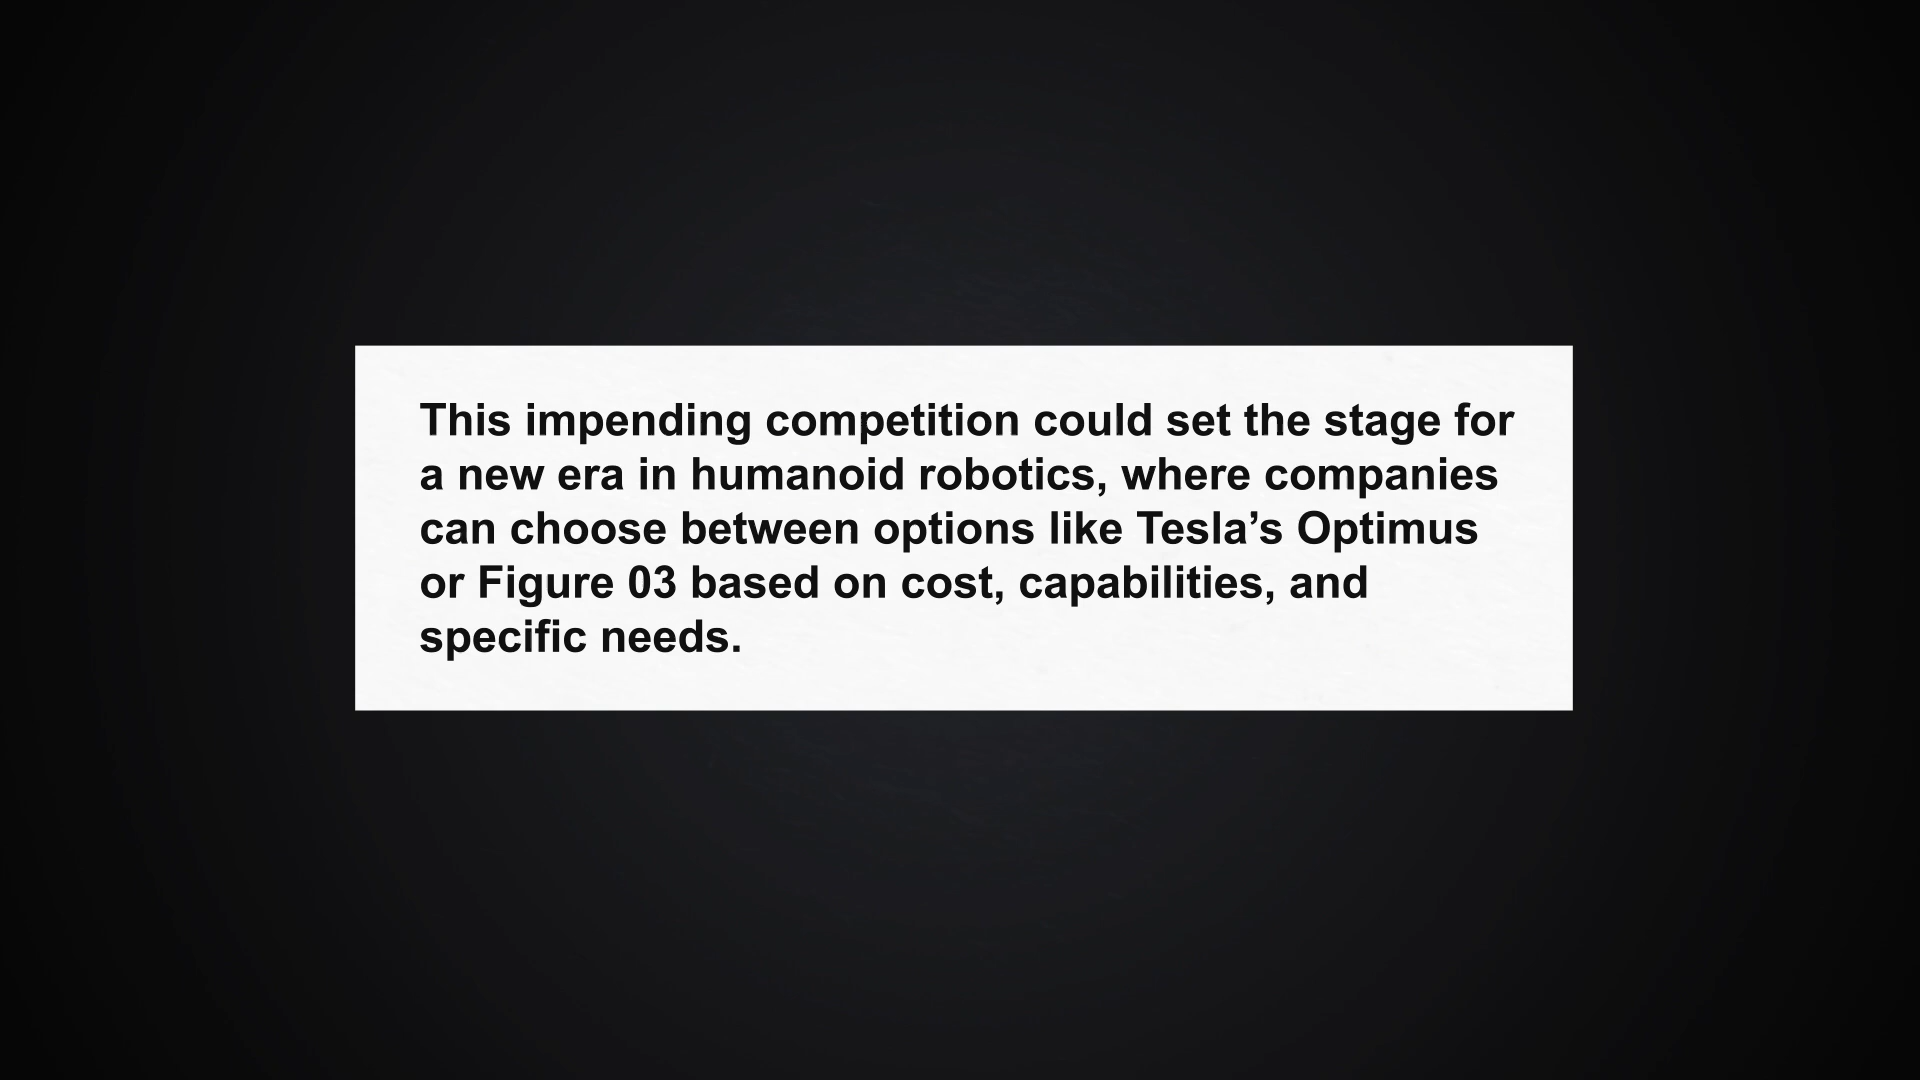 This impending competition could set the stage for
a new era in humanoid robotics, where companies
can choose between options like Tesla’s Optimus
or Figure 03 based on cost, capabilities, and
specific needs.